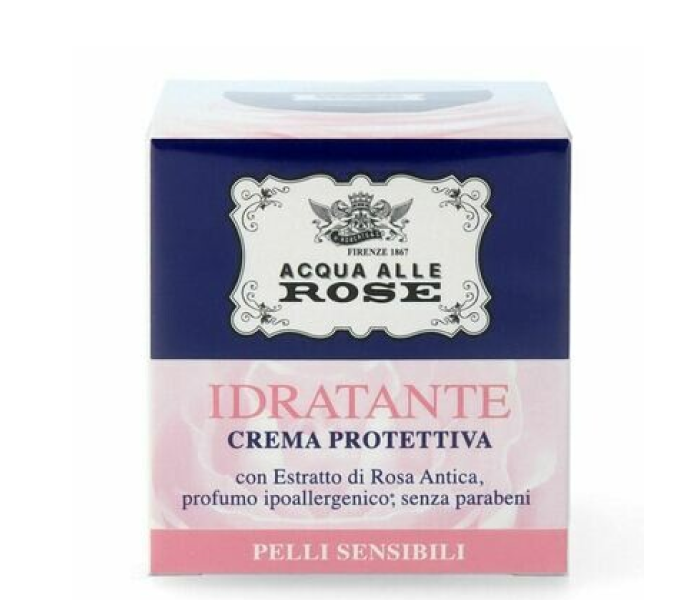 FIRENZE 1867
ACQUA ALLE
ROSE
IDRATANTE
CREMA PROTETTIVA
con Estratto di Rosa Antica,
profumo ipoallergenico*, senza parabeni
PELLI SENSIBILI